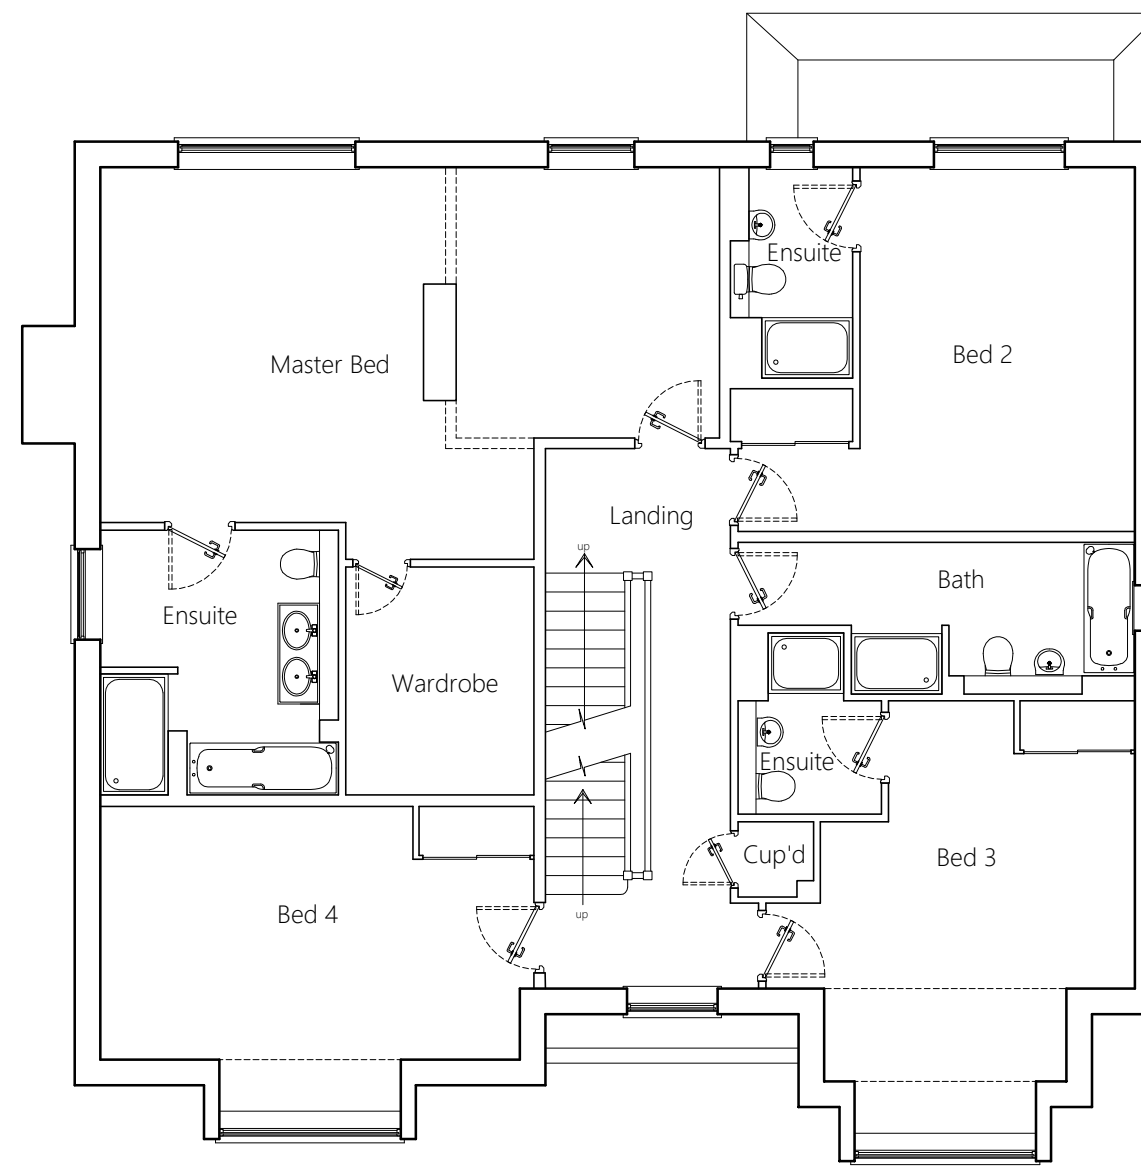 Ensuite
Bed 2
Master Bed
Landing
up
Bath
Ensuite
Wardrobe
Ensuite
Cup'd
Bed 3
Bed 4
up